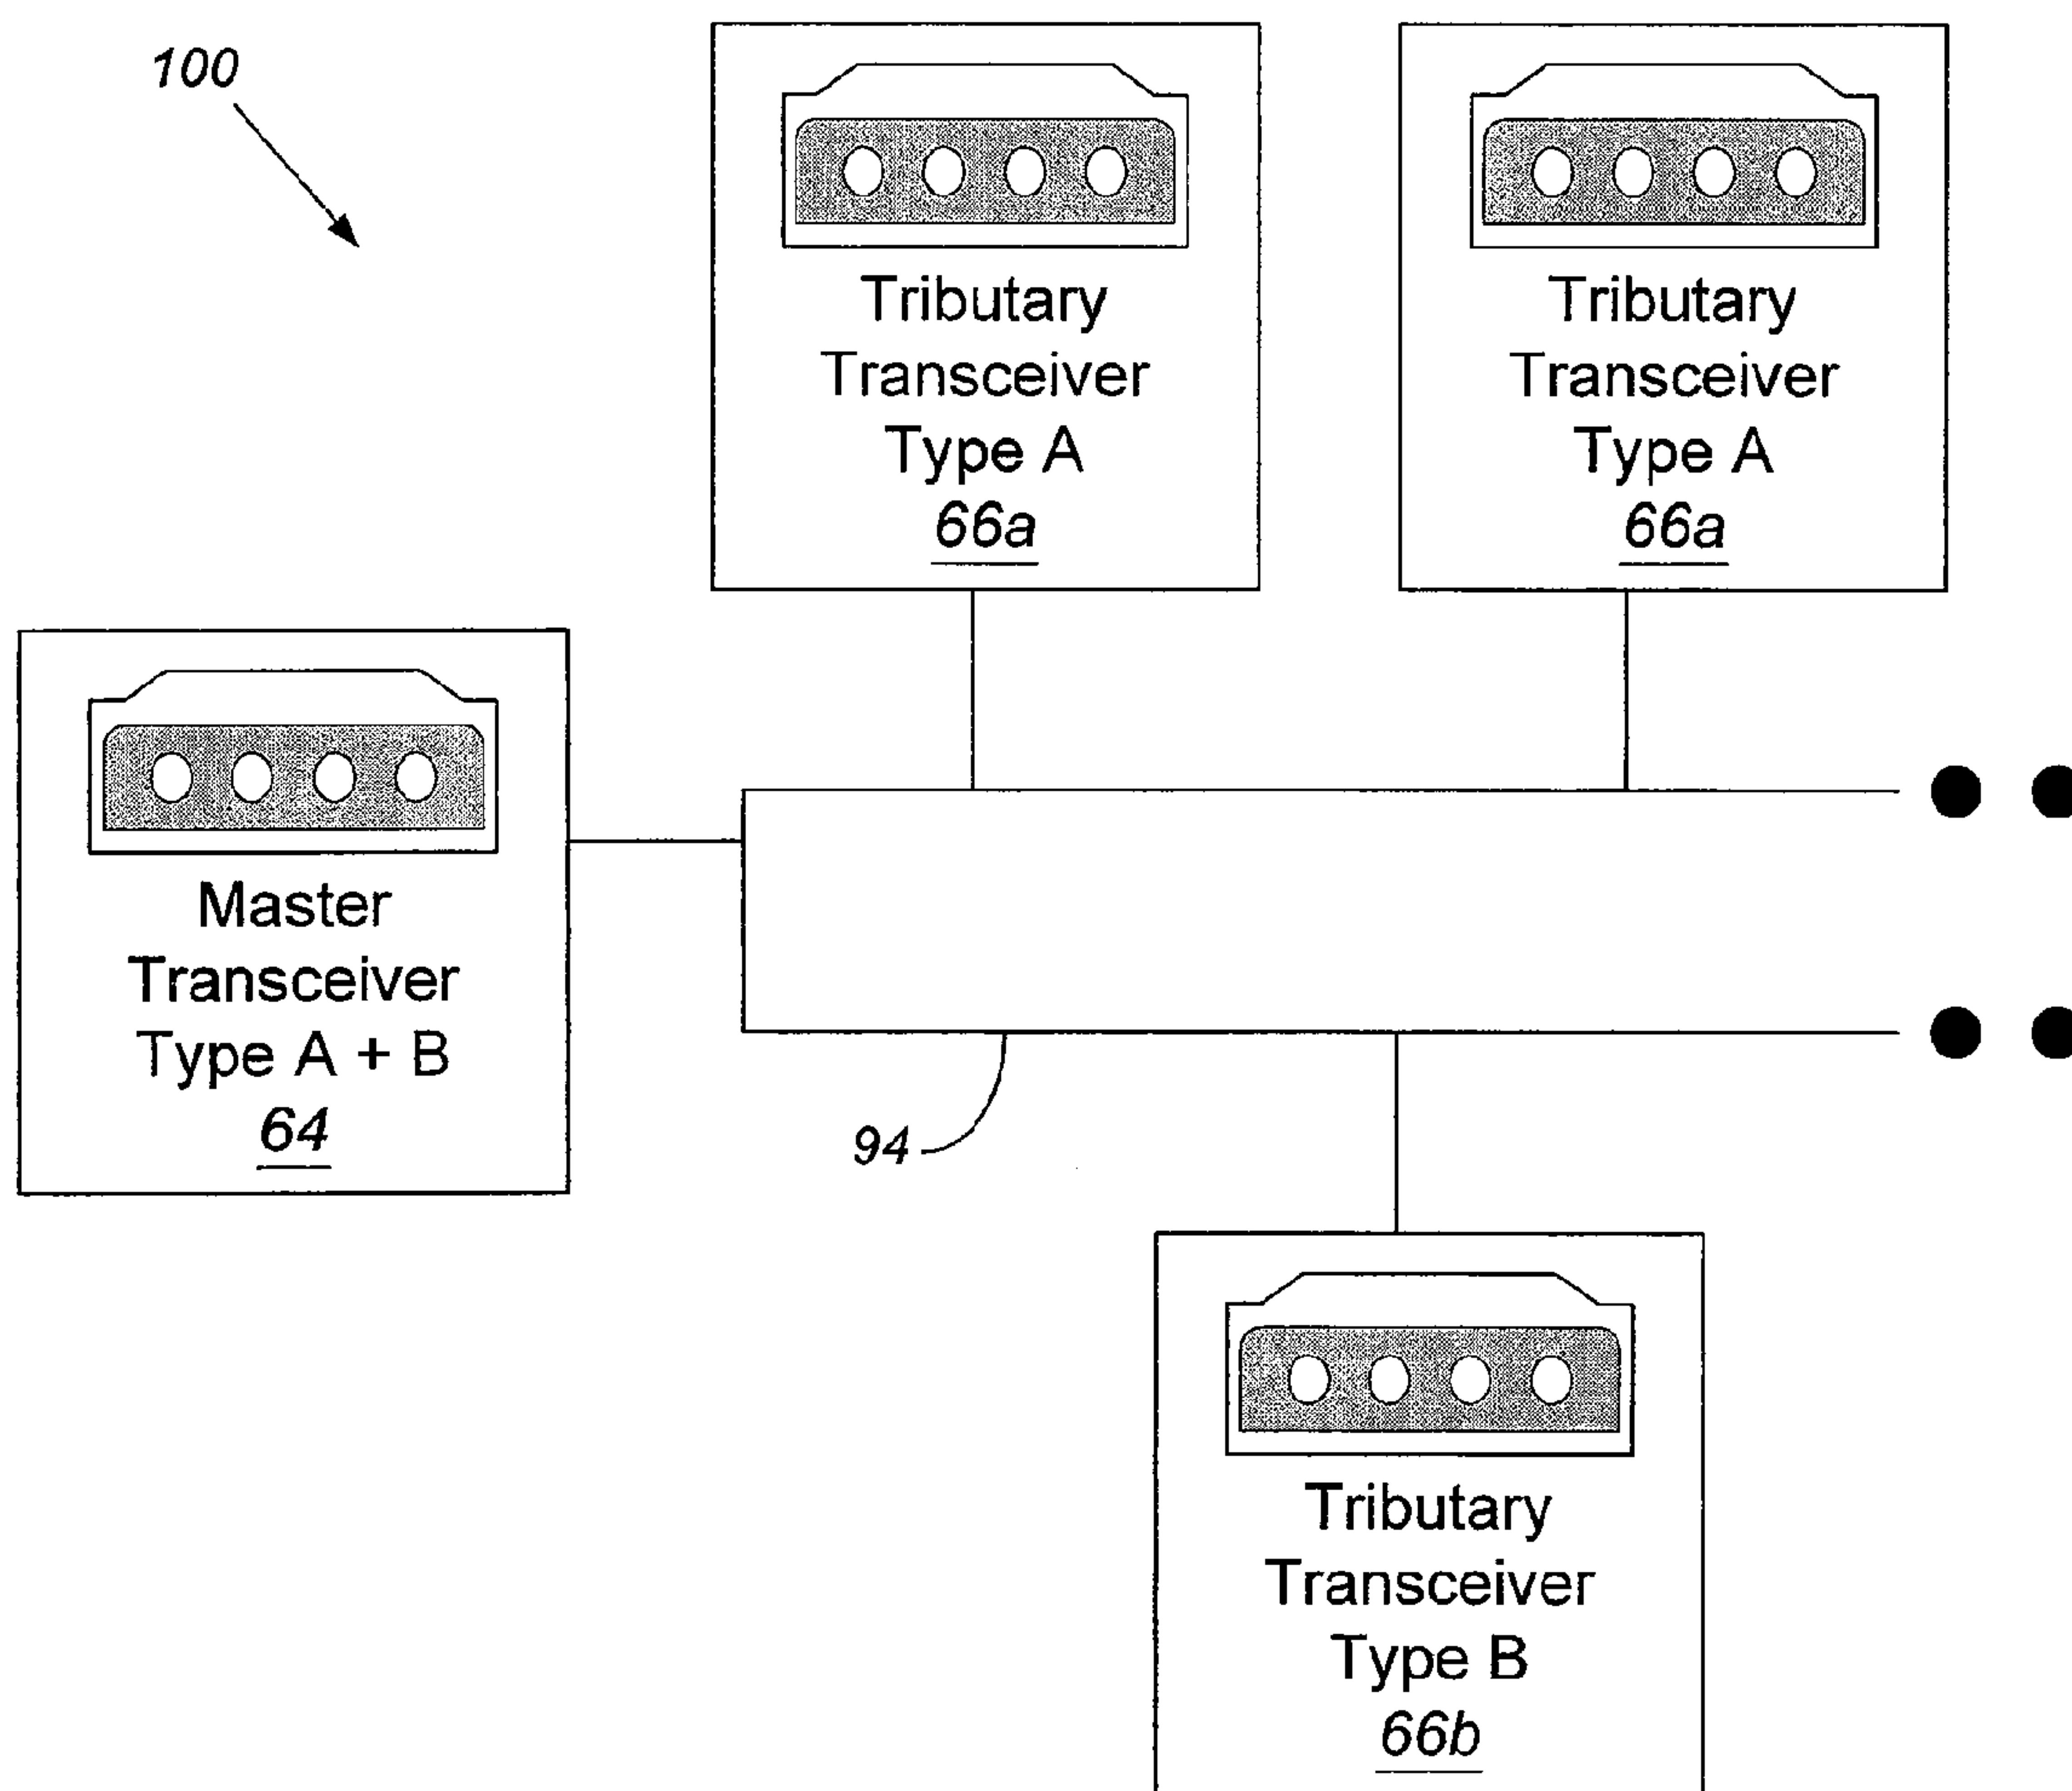 100
Tributary
Transceiver
Type A
66a
Tributary
Transceiver
Type A
66a
Master
Transceiver
Type A + B
64
94
Tributary
Transceiver
Type B
66b